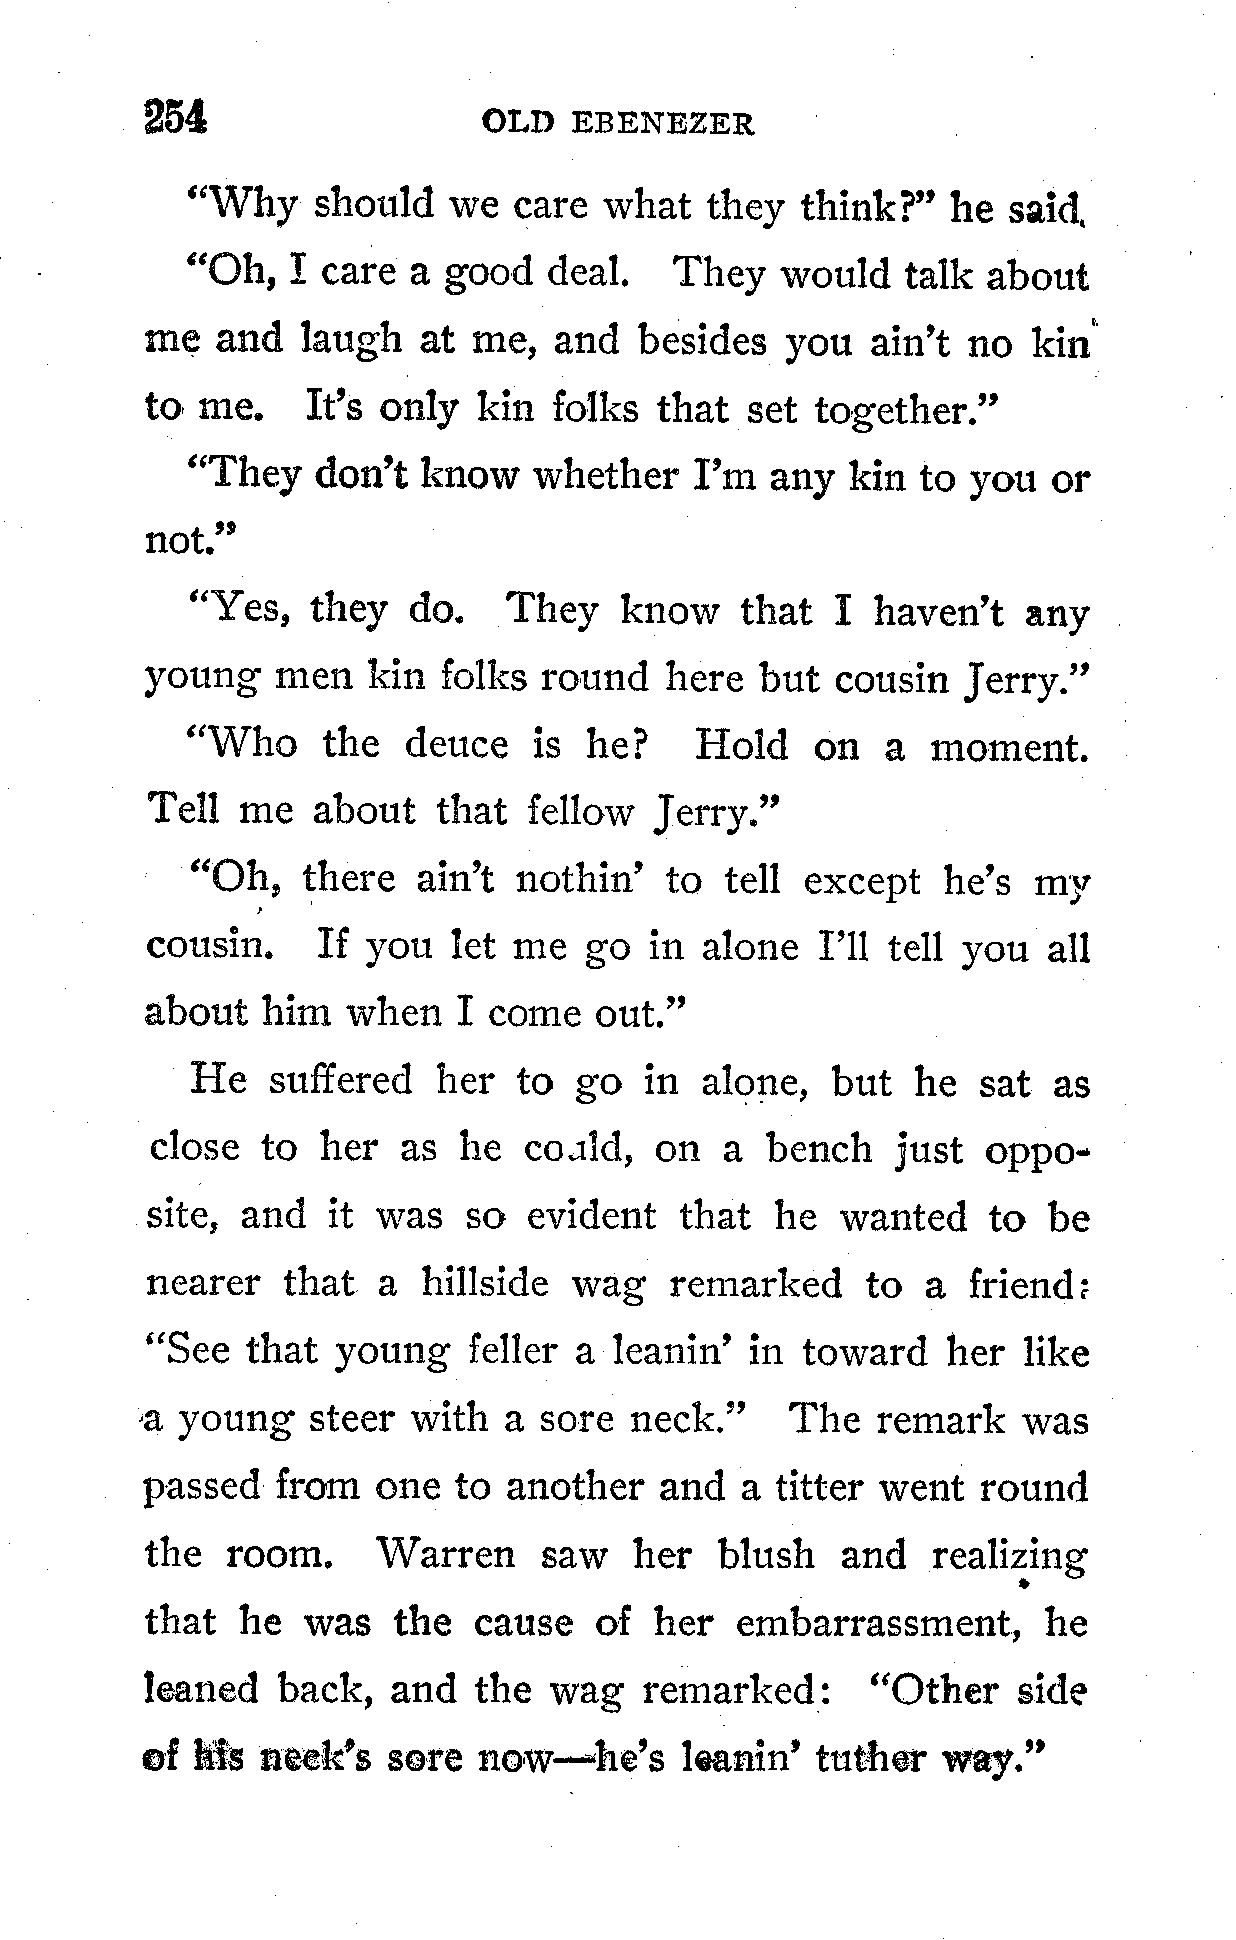 254 OLD EBENEZER
“Why should we care what they think?” he said.
“Oh, I care a good deal. They would talk about
me and laugh at me, and besides you ain’t no kin
to me. It’s only kin folks that set together.”
“They don’t know whether I’m any kin to you or
not.”
“Yes, they do. They know that I haven’t any
young men kin folks round here but cousin Jerry.”
“Who the deuce is he? Hold on a moment.
Tell me about that fellow Jerry.”
“Oh, there ain’t nothin’ to tell except he’s my
cousin. If you let me go in alone I’ll tell you all
about him when I come out.”
He suffered her to go in alone, but he sat as
close to her as he could, on a bench just oppo-
site, and it was so evident that he wanted to be
nearer that a hillside wag remarked to a friend:
“See that young feller a leanin’ in toward her like
a young steer with a sore neck.” The remark was
passed from one to another and a titter went round
the room. Warren saw her blush and realizing
that he was the cause of her embarrassment, he
leaned back, and the wag remarked: “Other side
of his neek’s sore now—he’s leanin’ tuther way.”